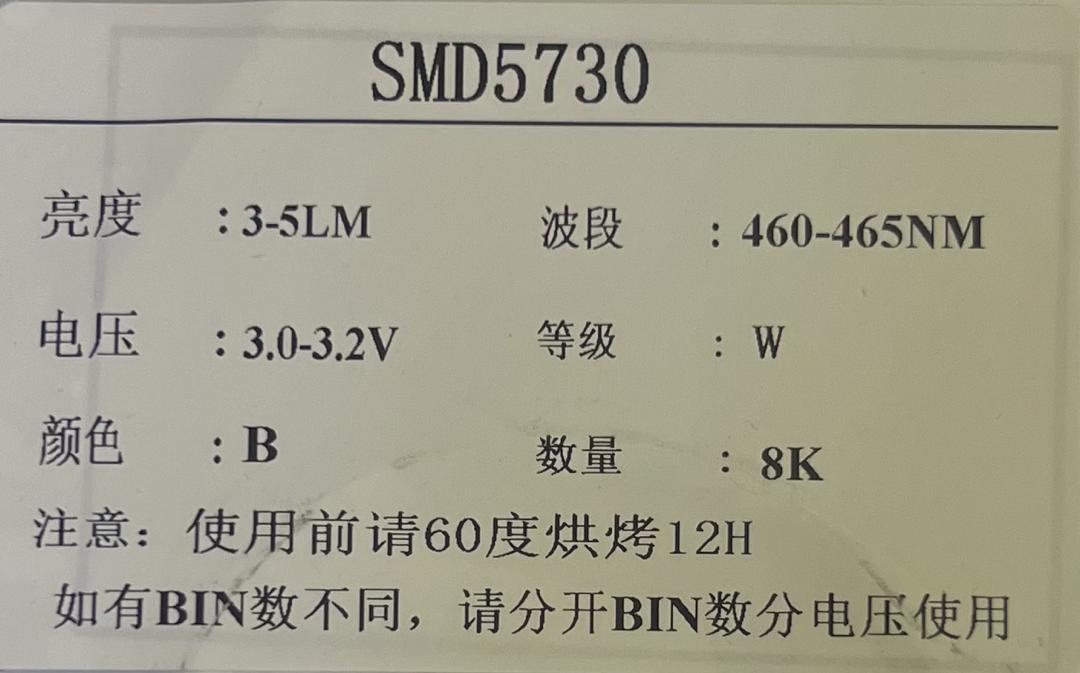 SMD5730
亮度 :3-5LM 波段 : 460-465NM
电压 :3.0-3.2V 等级 : W
颜色 :B 数量 : 8K
注意: 使用前请60度烘烤12H
如有BIN数不同，请分开BIN数分电压使用